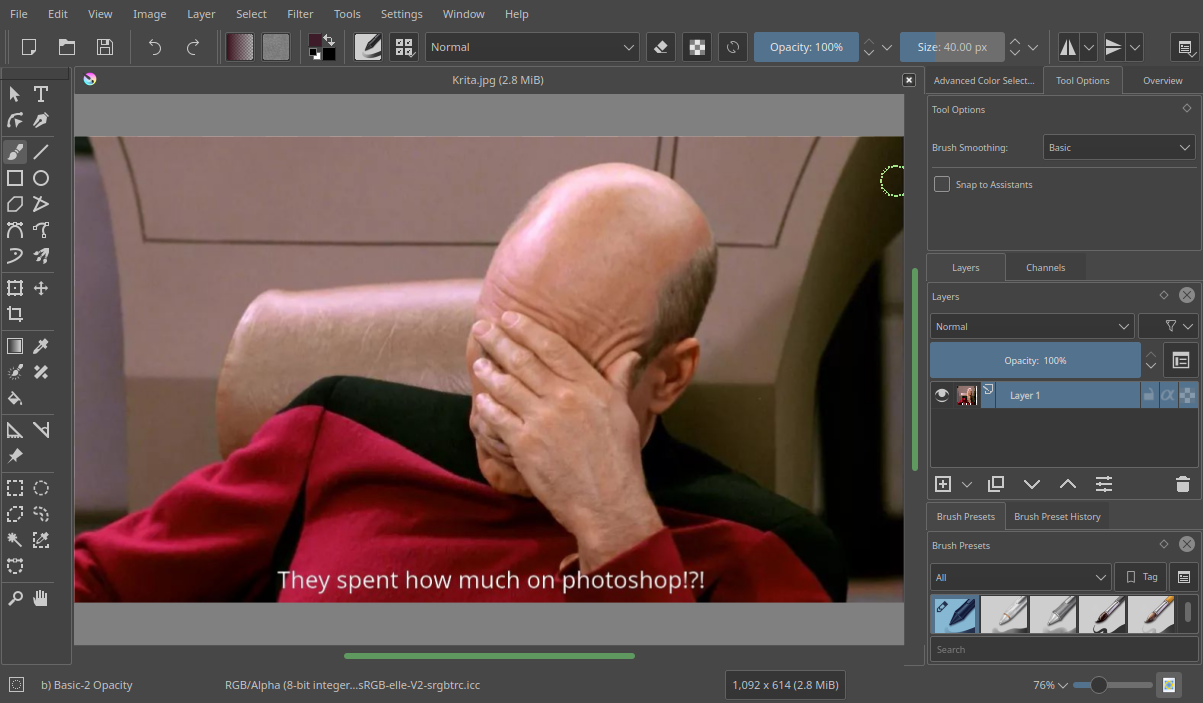 File Edit View Image Layer Select Filter Tools Settings Window Help
Normal Opacity: 100% Size: 40.00 px
Krita.jpg (2.8 MiB)
They spent how much on photoshop!?!
Advanced Color Select... Tool Options Overview
Tool Options
Brush Smoothing: Basic
Snap to Assistants
Layers Channels
Layers
Normal
Opacity: 100%
Layer 1
Brush Presets Brush Preset History
Brush Presets
All Tag
Search
b) Basic-2 Opacity RGB/Alpha (8-bit integer...sRGB-elle-V2-srgbtrc.icc 1,092 x 614 (2.8 MiB) 76%